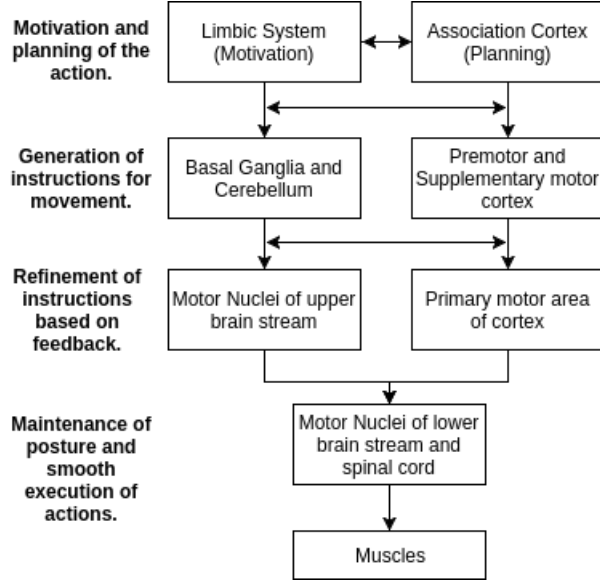 Motivation and
planning of the
action.
Limbic System
(Motivation)
Association Cortex
(Planning)
Generation of
instructions for
movement.
Basal Ganglia and
Cerebellum
Premotor and
Supplementary motor
cortex
Refinement of
instructions
based on
feedback.
Motor Nuclei of upper
brain stream
Primary motor area
of cortex
Maintenance of
posture and
smooth
execution of
actions.
Motor Nuclei of lower
brain stream and
spinal cord
Muscles